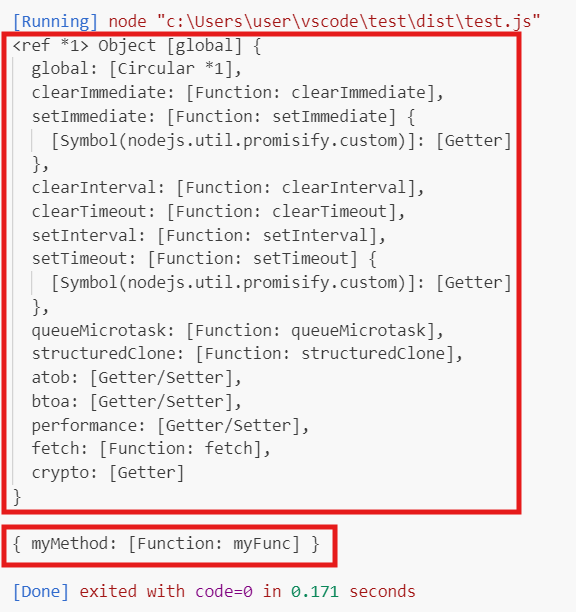 [Running] node "c:\Users\user\vscode\test\dist\test.js"
<ref *1> Object [global] {
  global: [Circular *1],
  clearImmediate: [Function: clearImmediate],
  setImmediate: [Function: setImmediate] {
    [Symbol(nodejs.util.promisify.custom)]: [Getter]
  },
  clearInterval: [Function: clearInterval],
  clearTimeout: [Function: clearTimeout],
  setInterval: [Function: setInterval],
  setTimeout: [Function: setTimeout] {
    [Symbol(nodejs.util.promisify.custom)]: [Getter]
  },
  queueMicrotask: [Function: queueMicrotask],
  structuredClone: [Function: structuredClone],
  atob: [Getter/Setter],
  btoa: [Getter/Setter],
  performance: [Getter/Setter],
  fetch: [Function: fetch],
  crypto: [Getter]
}
{ myMethod: [Function: myFunc] }
[Done] exited with code=0 in 0.171 seconds